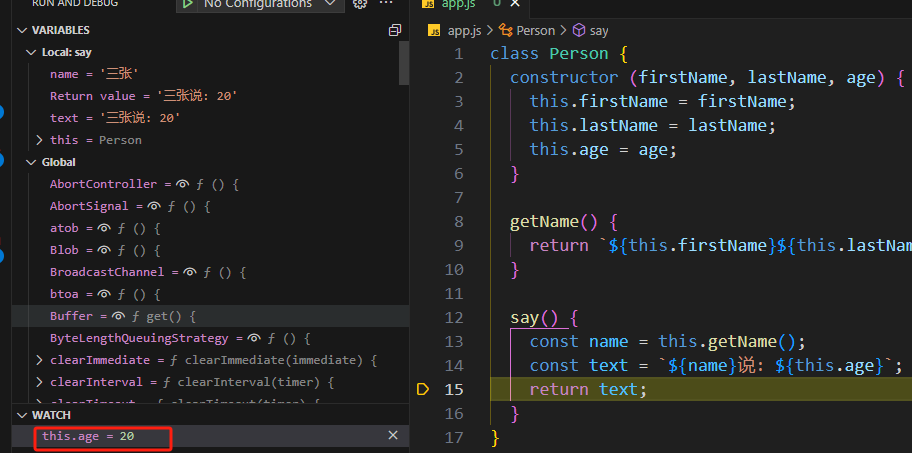 RUN AND DEBUG
No Configurations
VARIABLES
Local: say
name = '三张'
Return value = '三张说: 20'
text = '三张说: 20'
this = Person
Global
AbortController = ƒ () {
AbortSignal = ƒ () {
atob = ƒ () {
Blob = ƒ () {
BroadcastChannel = ƒ () {
btoa = ƒ () {
Buffer = ƒ get() {
ByteLengthQueuingStrategy = ƒ () {
clearImmediate = ƒ clearImmediate(immediate) {
clearInterval = ƒ clearInterval(timer) {
clearTimeout = ƒ clearTimeout(timer) {
WATCH
this.age = 20
JS app.js
JS app.js > Person > say
1 class Person {
2 constructor (firstName, lastName, age) {
3 this.firstName = firstName;
4 this.lastName = lastName;
5 this.age = age;
6 }
7
8 getName() {
9 return `${this.firstName}${this.lastNam
10 }
11
12 say() {
13 const name = this.getName();
14 const text = `${name}说: ${this.age}`;
15 return text;
16 }
17 }